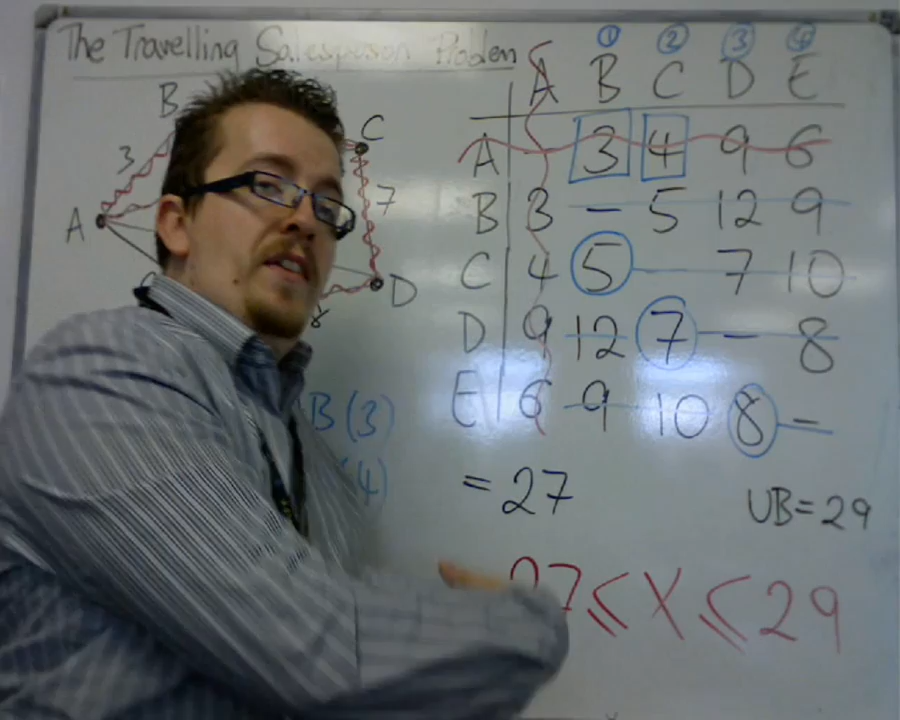 The Travelling Salesperson Problem
① ② ③ ④
A B C D E
A - 3 4 9 6
B 3 - 5 12 9
C 4 5 - 7 10
D 9 12 7 - 8
E 6 9 10 8 -
B
C
3
7
A
D
8
B (3)
(4)
= 27
UB = 29
27 ≤ X ≤ 29